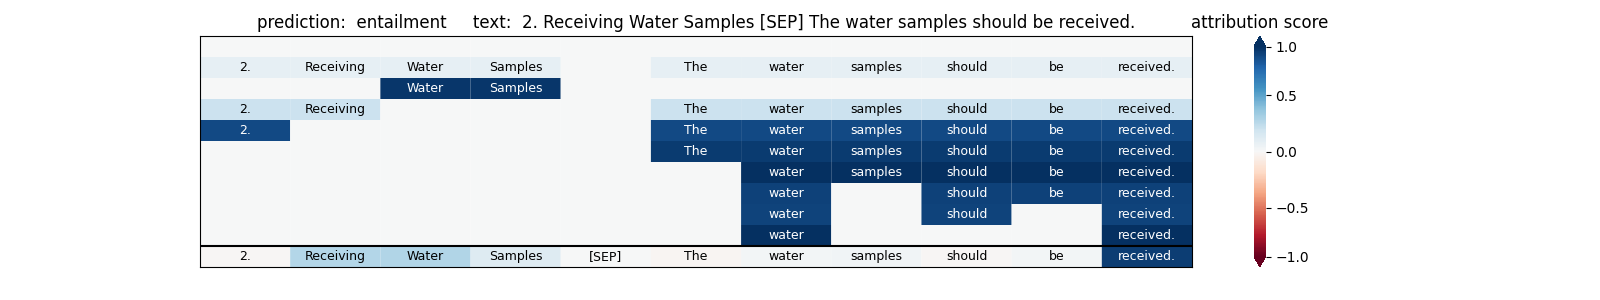 prediction: entailment text: 2. Receiving Water Samples [SEP] The water samples should be received. attribution score
2. Receiving Water Samples The water samples should be received.
Water Samples
2. Receiving The water samples should be received.
2. The water samples should be received.
The water samples should be received.
water samples should be received.
water should be received.
water should received.
water received.
2. Receiving Water Samples [SEP] The water samples should be received.
1.0
0.5
0.0
−0.5
−1.0